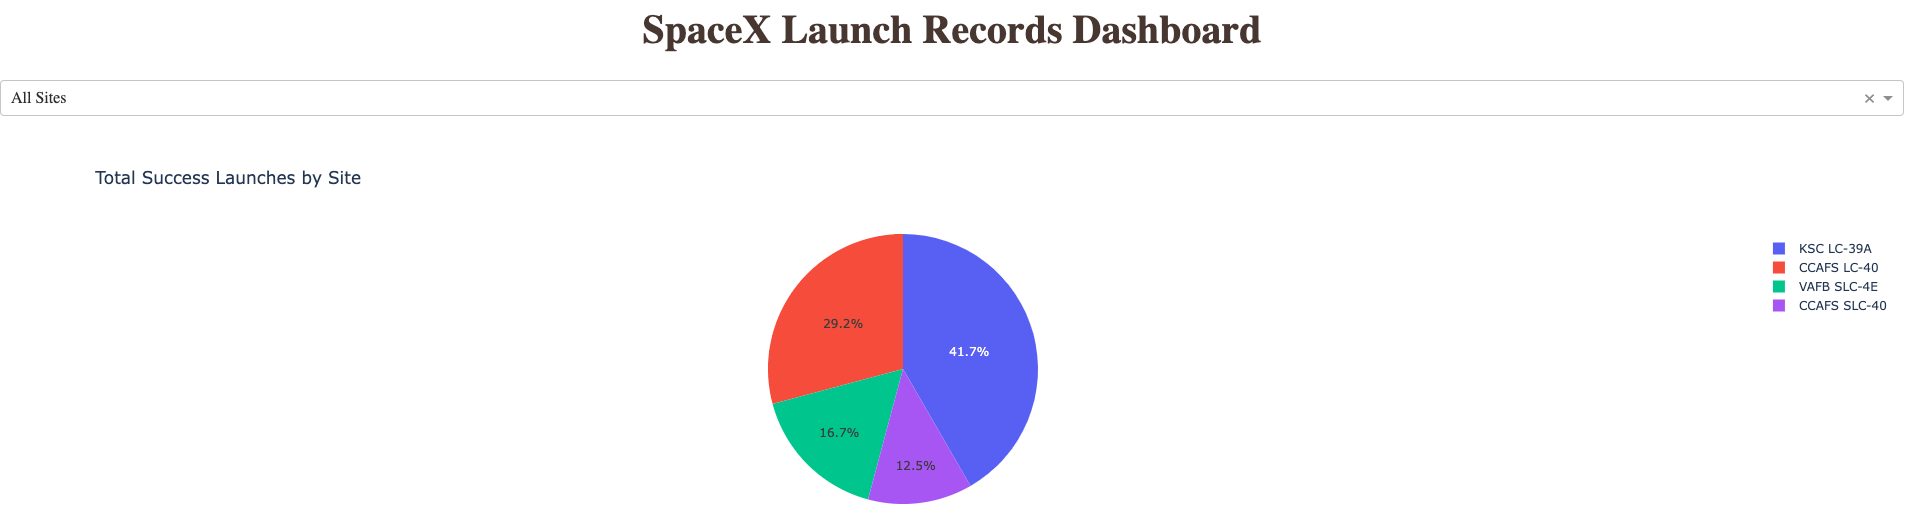 SpaceX Launch Records Dashboard
All Sites
Total Success Launches by Site
KSC LC-39A
CCAFS LC-40
VAFB SLC-4E
CCAFS SLC-40
29.2%
41.7%
16.7%
12.5%